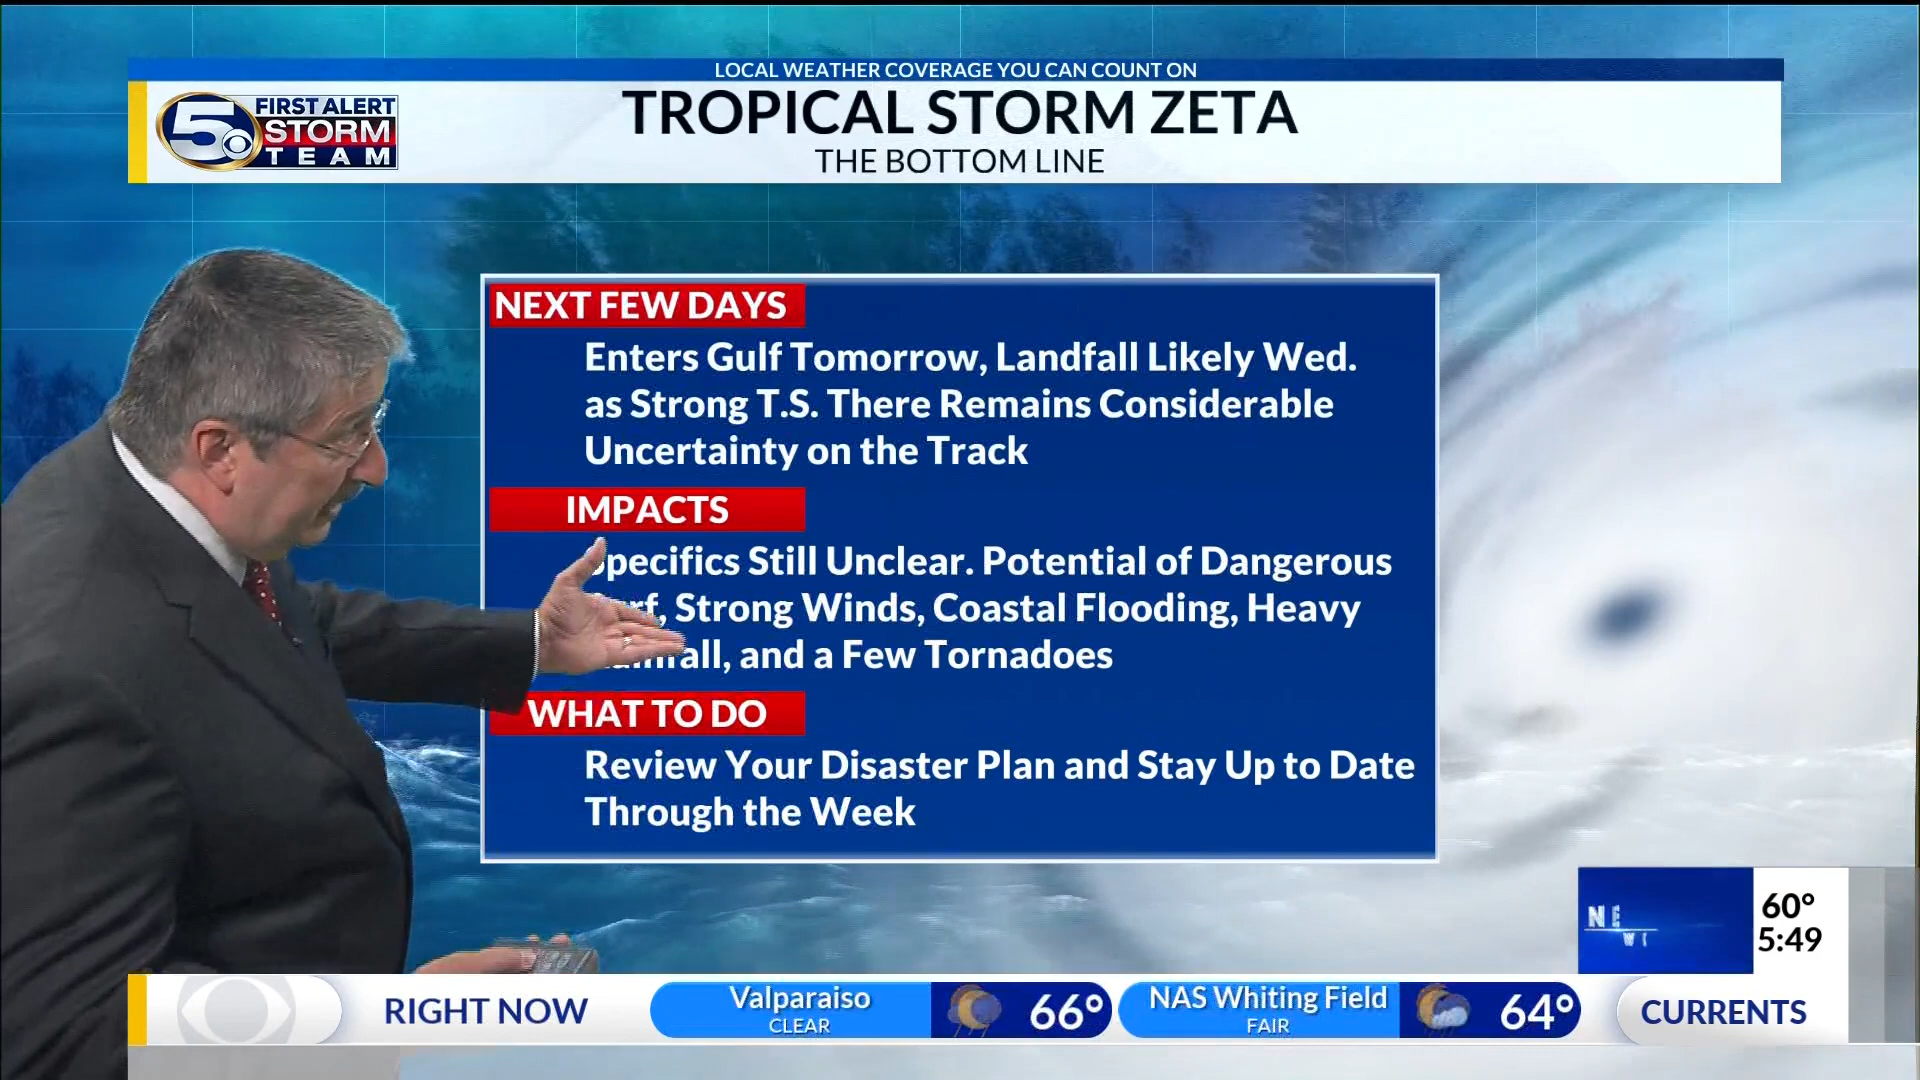 LOCAL WEATHER COVERAGE YOU CAN COUNT ON
5 FIRST ALERT
STORM
TEAM
TROPICAL STORM ZETA
THE BOTTOM LINE
NEXT FEW DAYS
Enters Gulf Tomorrow, Landfall Likely Wed.
as Strong T.S. There Remains Considerable
Uncertainty on the Track
IMPACTS
Specifics Still Unclear. Potential of Dangerous
Strong Winds, Coastal Flooding, Heavy
and a Few Tornadoes
WHAT TO DO
Review Your Disaster Plan and Stay Up to Date
Through the Week
NE
60°
5:49
RIGHT NOW
Valparaiso
CLEAR
66°
NAS Whiting Field
FAIR
64°
CURRENTS